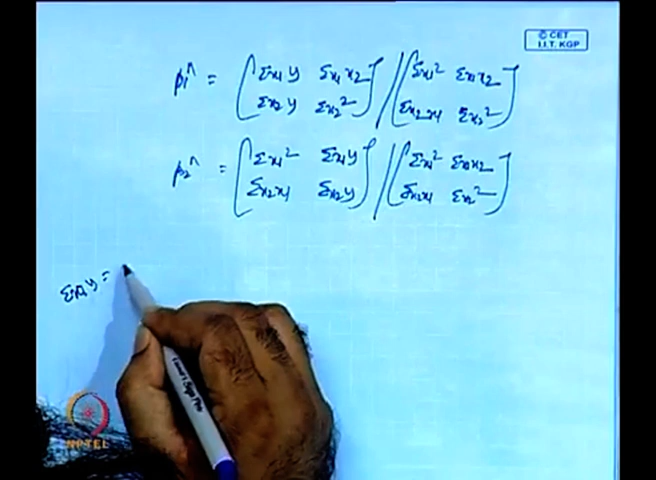 © CET
I.I.T. KGP
β₁^ = [Σx₁y Σx₁x₂ / [Σx₁² Σx₁x₂
Σx₂y Σx₂²] Σx₂x₁ Σx₂²]
β₂^ = [Σx₁² Σx₁y / [Σx₁² Σx₁x₂
Σx₂x₁ Σx₂y] Σx₂x₁ Σx₂²]
Σx₁y =
NPTEL